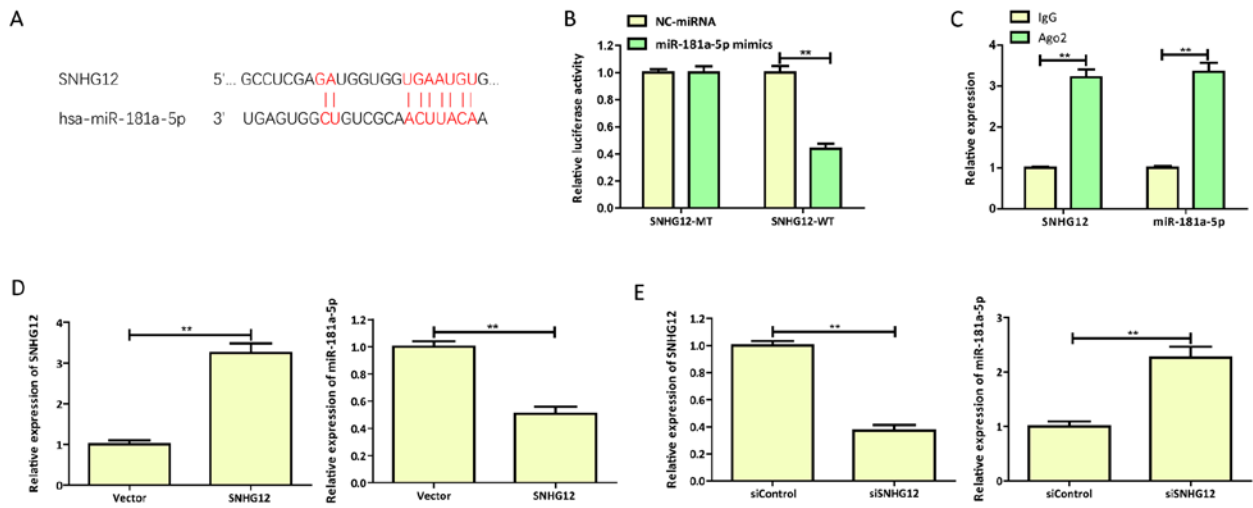 A
SNHG12 5'... GCCUCGAGAUGGUGGUGAAUGUG...
hsa-miR-181a-5p 3' UGAGUGGCUGUCGCAACUUACAA
B
NC-miRNA
miR-181a-5p mimics
Relative luciferase activity
1.2
1.0
0.8
0.6
0.4
0.2
0.0
**
SNHG12-MT SNHG12-WT
C
IgG
Ago2
Relative expression
4
3
2
1
0
**
**
SNHG12 miR-181a-5p
D
Relative expression of SNHG12
4
3
2
1
0
**
Vector SNHG12
Relative expression of miR-181a-5p
1.2
1.0
0.8
0.6
0.4
0.2
0.0
**
Vector SNHG12
E
Relative expression of SNHG12
1.2
1.0
0.8
0.6
0.4
0.2
0.0
**
siControl siSNHG12
Relative expression of miR-181a-5p
3
2
1
0
**
siControl siSNHG12